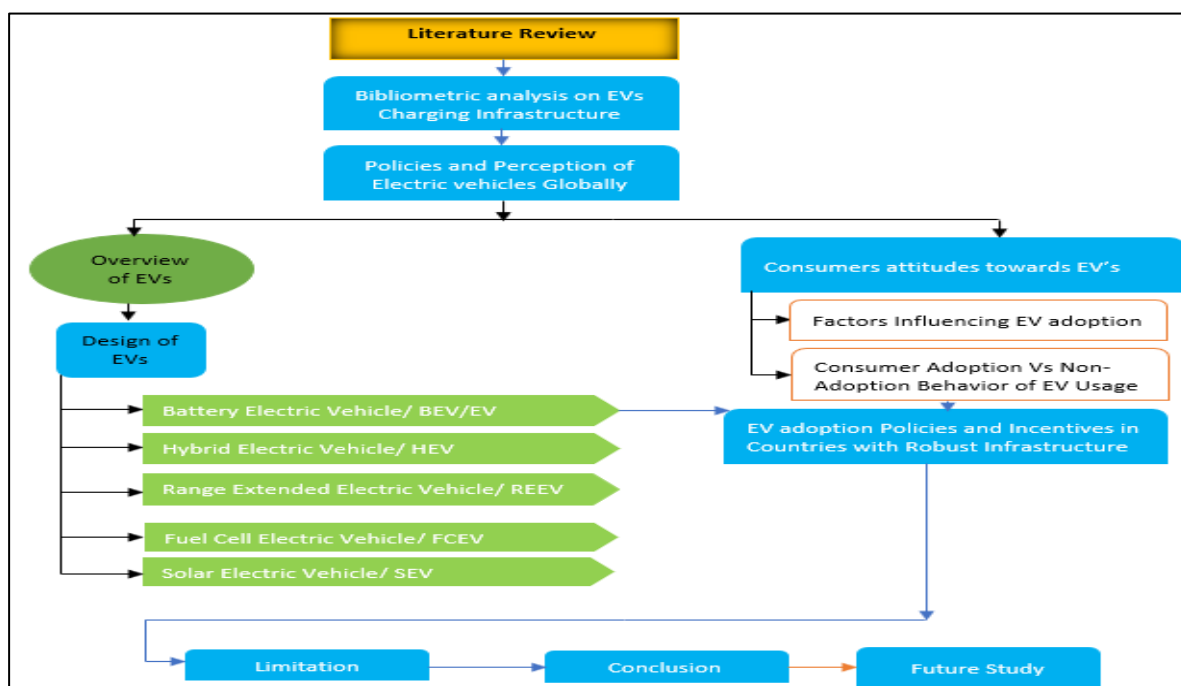 Literature Review
Bibliometric analysis on EVs
Charging Infrastructure
Policies and Perception of
Electric vehicles Globally
Overview
of EVs
Design of
EVs
Battery Electric Vehicle/ BEV/EV
Hybrid Electric Vehicle/ HEV
Range Extended Electric Vehicle/ REEV
Fuel Cell Electric Vehicle/ FCEV
Solar Electric Vehicle/ SEV
Consumers attitudes towards EV's
Factors Influencing EV adoption
Consumer Adoption Vs Non-
Adoption Behavior of EV Usage
EV adoption Policies and Incentives in
Countries with Robust Infrastructure
Limitation
Conclusion
Future Study